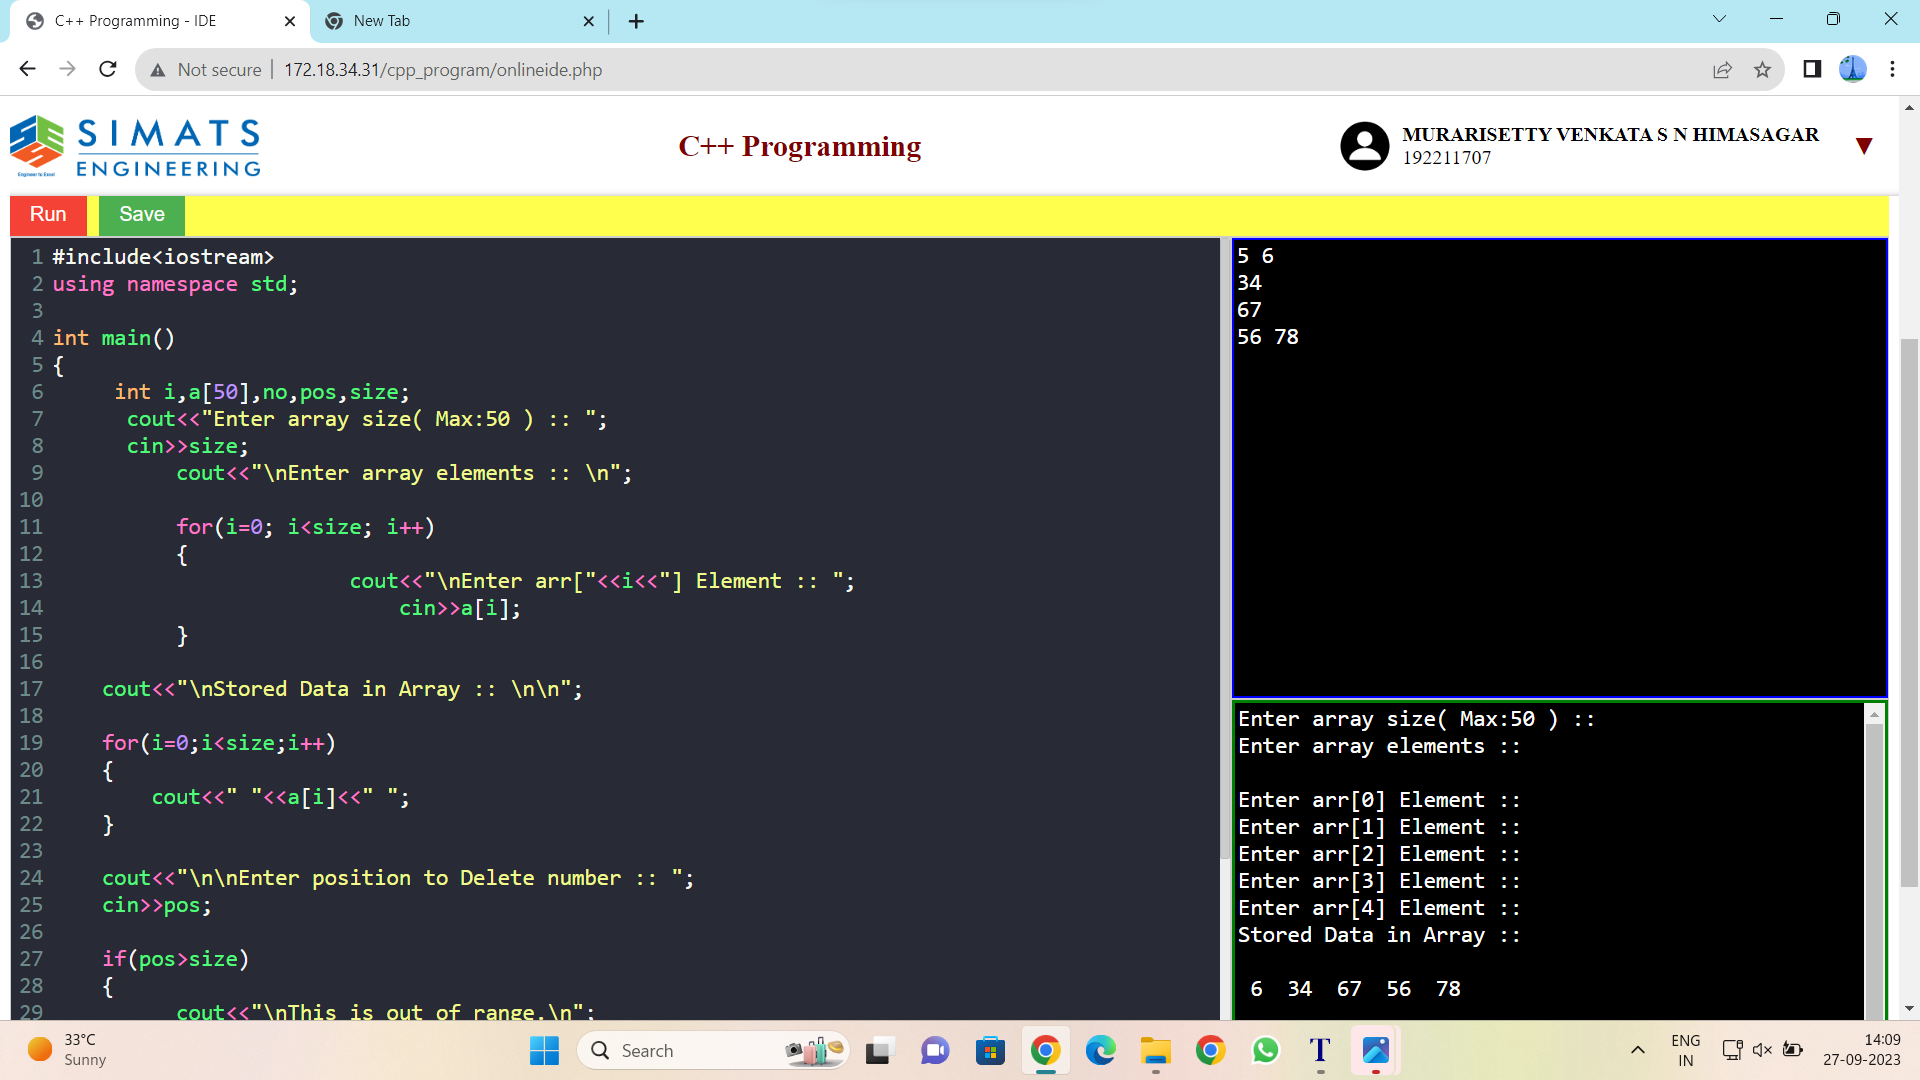 C++ Programming - IDE
New Tab
Not secure
172.18.34.31/cpp_program/onlineide.php
SIMATS
ENGINEERING
Engineer to Excel
C++ Programming
MURARISETTY VENKATA S N HIMASAGAR
192211707
Run
Save
1 #include<iostream>
2 using namespace std;
3
4 int main()
5 {
6 int i,a[50],no,pos,size;
7 cout<<"Enter array size( Max:50 ) :: ";
8 cin>>size;
9 cout<<"\nEnter array elements :: \n";
10
11 for(i=0; i<size; i++)
12 {
13 cout<<"\nEnter arr["<<i<<"] Element :: ";
14 cin>>a[i];
15 }
16
17 cout<<"\nStored Data in Array :: \n\n";
18
19 for(i=0;i<size;i++)
20 {
21 cout<<" "<<a[i]<<" ";
22 }
23
24 cout<<"\n\nEnter position to Delete number :: ";
25 cin>>pos;
26
27 if(pos>size)
28 {
29 cout<<"\nThis is out of range.\n";
5 6
34
67
56 78
Enter array size( Max:50 ) ::
Enter array elements ::
Enter arr[0] Element ::
Enter arr[1] Element ::
Enter arr[2] Element ::
Enter arr[3] Element ::
Enter arr[4] Element ::
Stored Data in Array ::
6 34 67 56 78
33°C
Sunny
Search
T
ENG
IN
14:09
27-09-2023